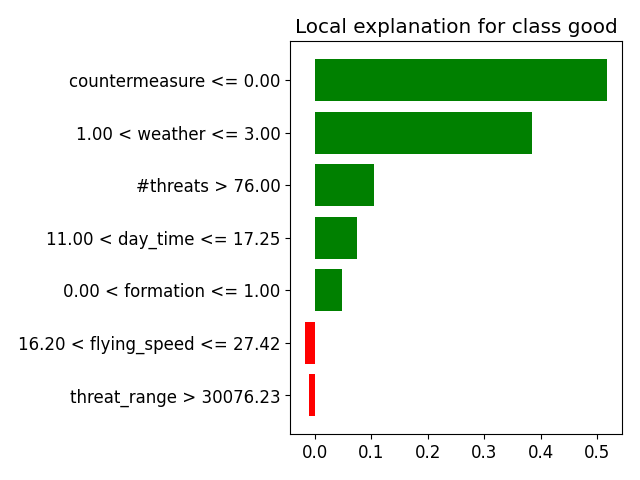 Local explanation for class good
countermeasure <= 0.00
1.00 < weather <= 3.00
#threats > 76.00
11.00 < day_time <= 17.25
0.00 < formation <= 1.00
16.20 < flying_speed <= 27.42
threat_range > 30076.23
0.0 0.1 0.2 0.3 0.4 0.5